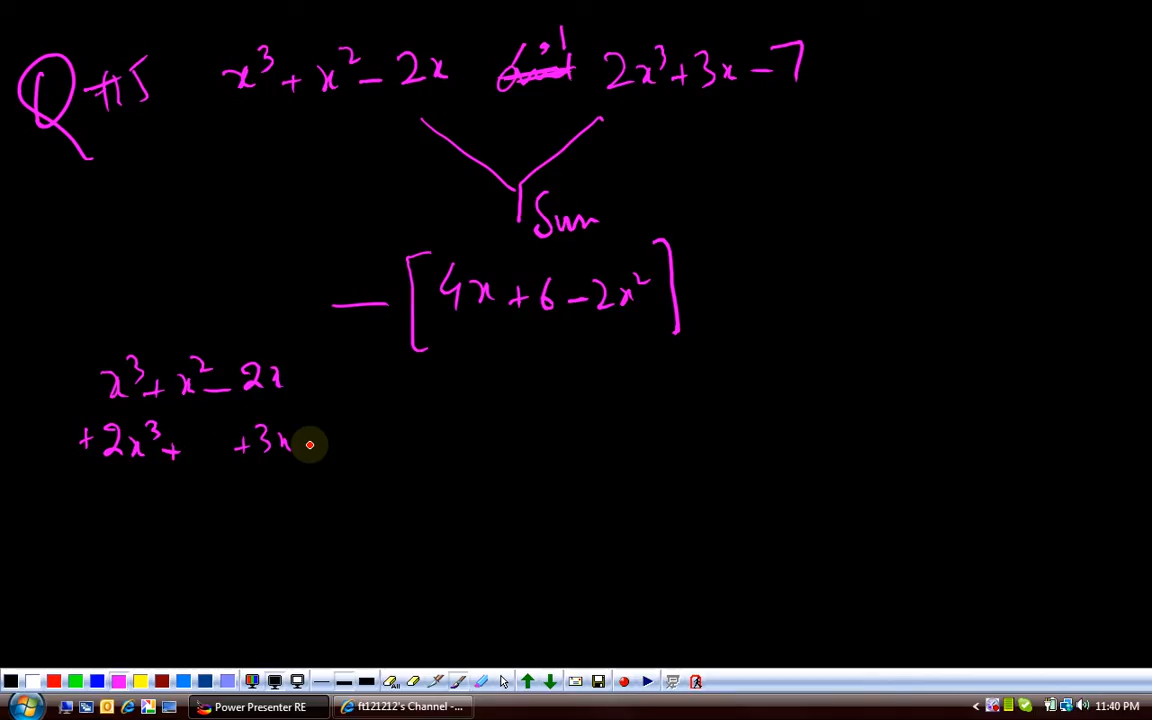 Q #5 x³ + x² - 2x 2x³ + 3x - 7
Sum
- [4x + 6 - 2x²]
x³ + x² - 2x
+ 2x³ + + 3x
Power Presenter RE ft121212's Channel - ... 11:40 PM